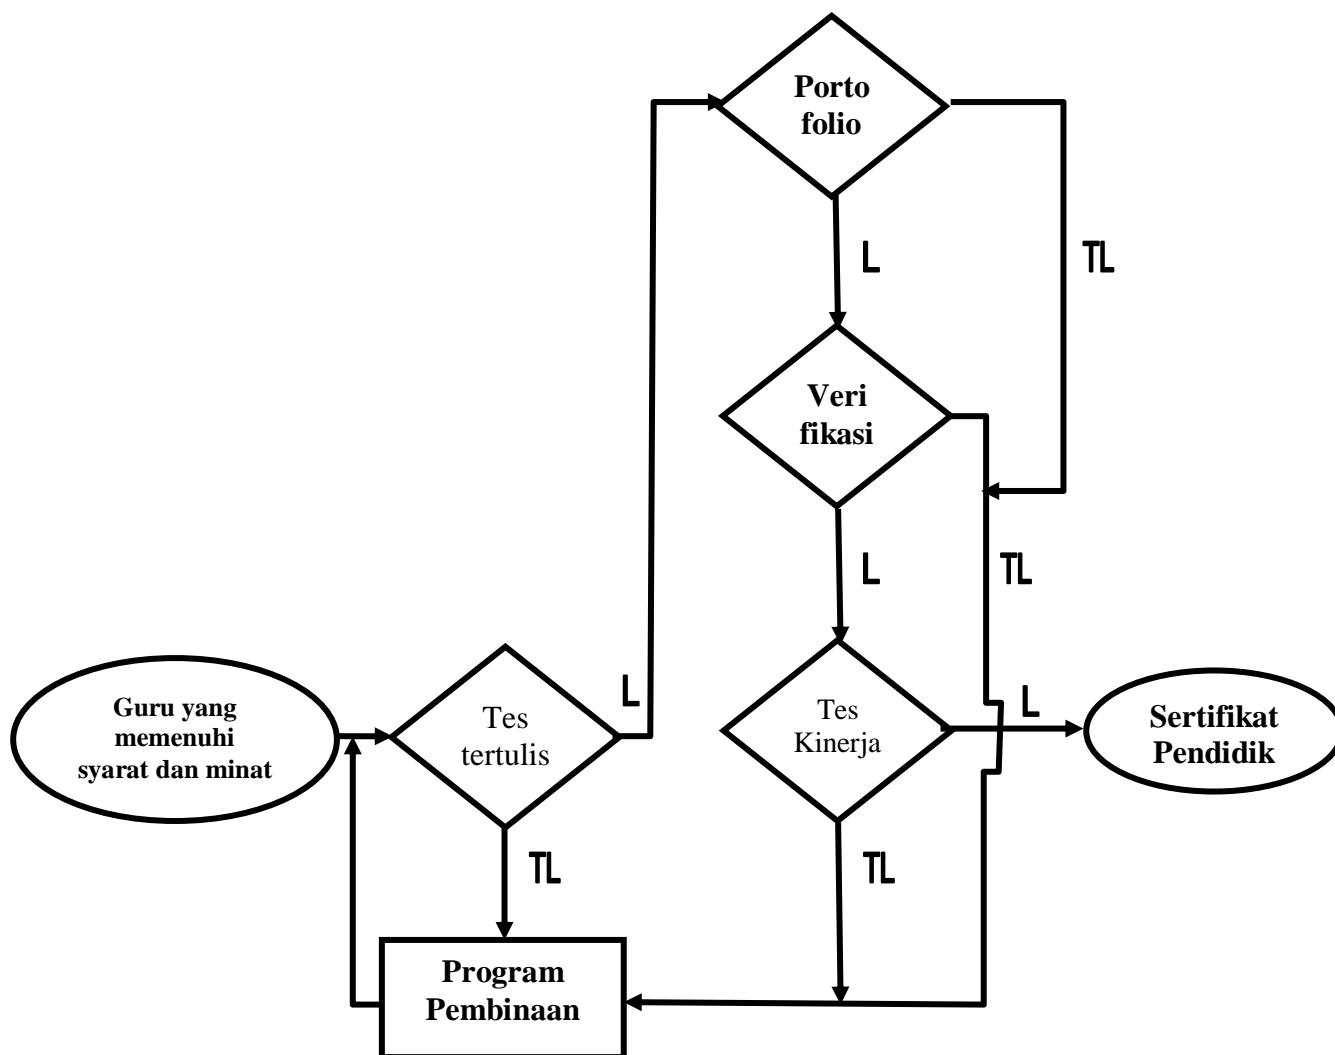 Porto
folio
L
TL
Veri
fikasi
L
TL
Guru yang
memenuhi
syarat dan minat
Tes
tertulis
L
Tes
Kinerja
L
Sertifikat
Pendidik
TL
TL
Program
Pembinaan